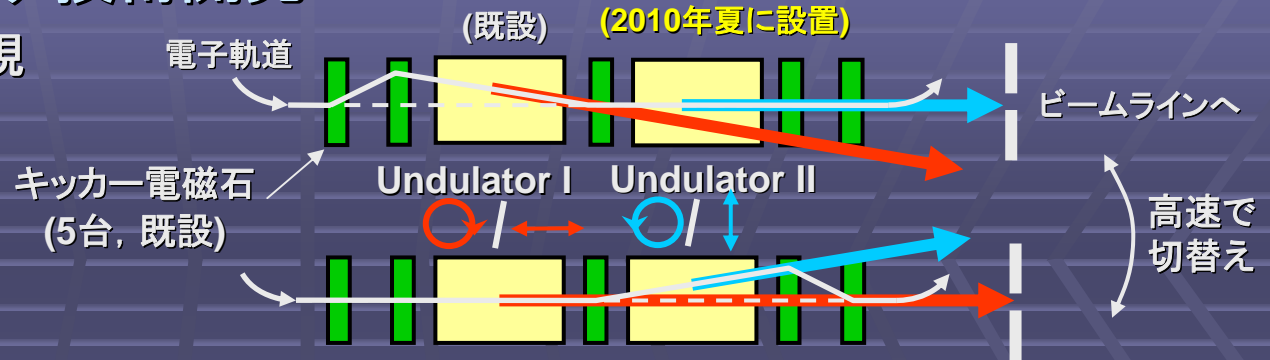 (既設)
(2010年夏に設置)
現
電子軌道
ビームラインへ
キッカー電磁石
(5台, 既設)
Undulator I
Undulator II
高速で
切替え